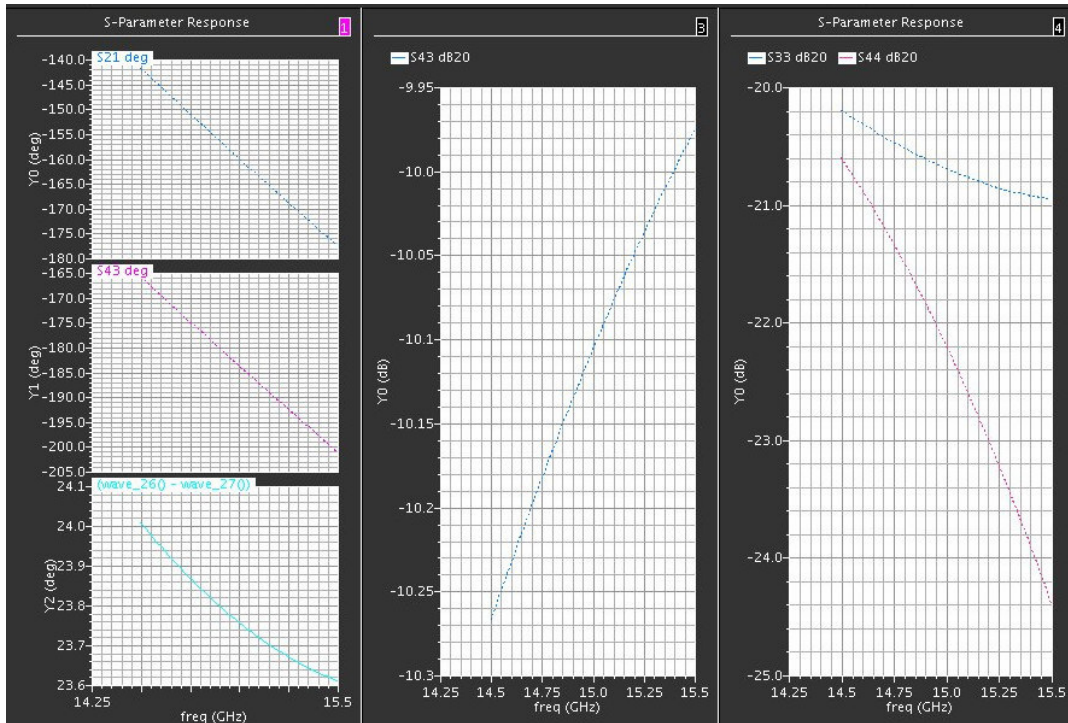 S-Parameter Response
1
S21 deg
-140.0
-145.0
-150.0
-155.0
-160.0
-165.0
-170.0
-175.0
-180.0
Y0 (deg)
S43 deg
-165.0
-170.0
-175.0
-180.0
-185.0
-190.0
-195.0
-200.0
-205.0
Y1 (deg)
(wave_26() - wave_27())
24.1
24.0
23.9
23.8
23.7
23.6
Y2 (deg)
14.25
15.5
freq (GHz)
3
S43 dB20
-9.95
-10.0
-10.05
-10.1
-10.15
-10.2
-10.25
-10.3
Y0 (dB)
14.25 14.5 14.75 15.0 15.25 15.5
freq (GHz)
S-Parameter Response
4
S33 dB20 S44 dB20
-20.0
-21.0
-22.0
-23.0
-24.0
-25.0
Y0 (dB)
14.25 14.5 14.75 15.0 15.25 15.5
freq (GHz)